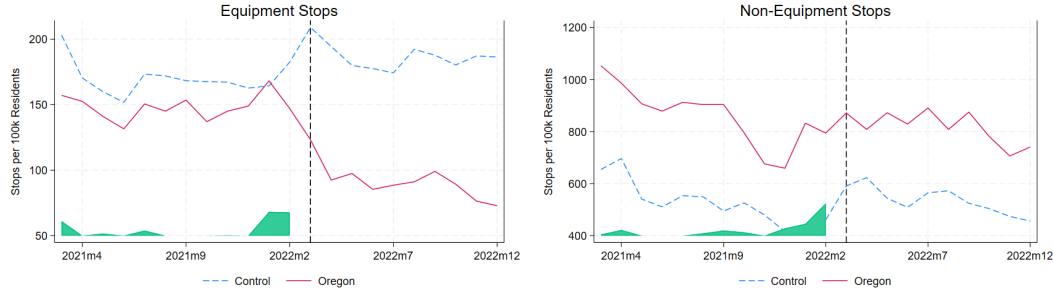 Equipment Stops
Stops per 100k Residents
200
150
100
50
2021m4 2021m9 2022m2 2022m7 2022m12
Control Oregon
Non-Equipment Stops
Stops per 100k Residents
1200
1000
800
600
400
2021m4 2021m9 2022m2 2022m7 2022m12
Control Oregon